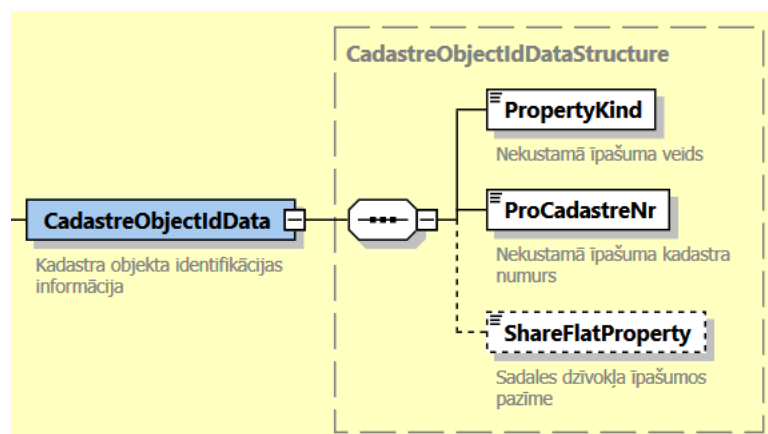 CadastreObjectIdDataStructure
PropertyKind
Nekustamā īpašuma veids
CadastreObjectIdData
Kadastra objekta identifikācijas
informācija
ProCadastreNr
Nekustamā īpašuma kadastra
numurs
ShareFlatProperty
Sadales dzīvokļa īpašumos
pazīme